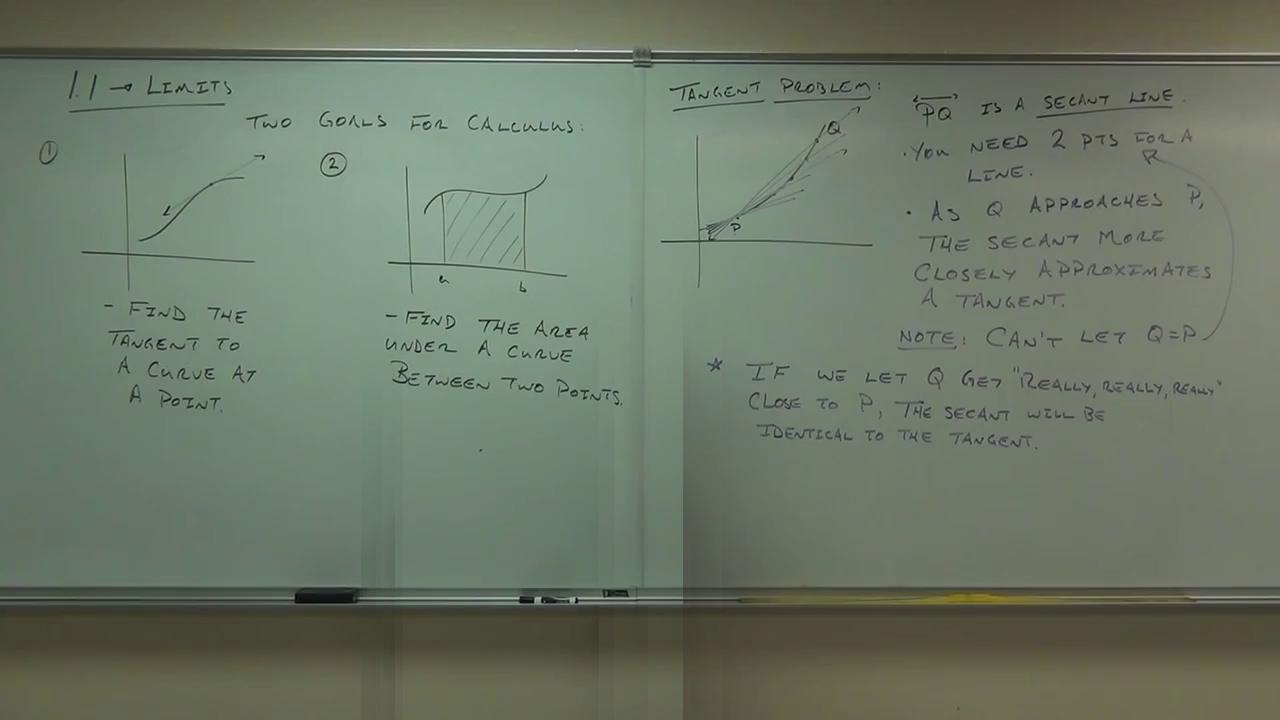 1.1 → LIMITS
TWO GOALS FOR CALCULUS:
①
②
a
b
- FIND THE
TANGENT TO
A CURVE AT
A POINT.
- FIND THE AREA
UNDER A CURVE
BETWEEN TWO POINTS.
TANGENT PROBLEM:
Q
P
PQ IS A SECANT LINE.
· YOU NEED 2 PTS FOR A
LINE.
· AS Q APPROACHES P,
THE SECANT MORE
CLOSELY APPROXIMATES
A TANGENT.
NOTE: CAN'T LET Q=P
* IF WE LET Q GET "REALLY, REALLY, REALLY"
CLOSE TO P, THE SECANT WILL BE
IDENTICAL TO THE TANGENT.